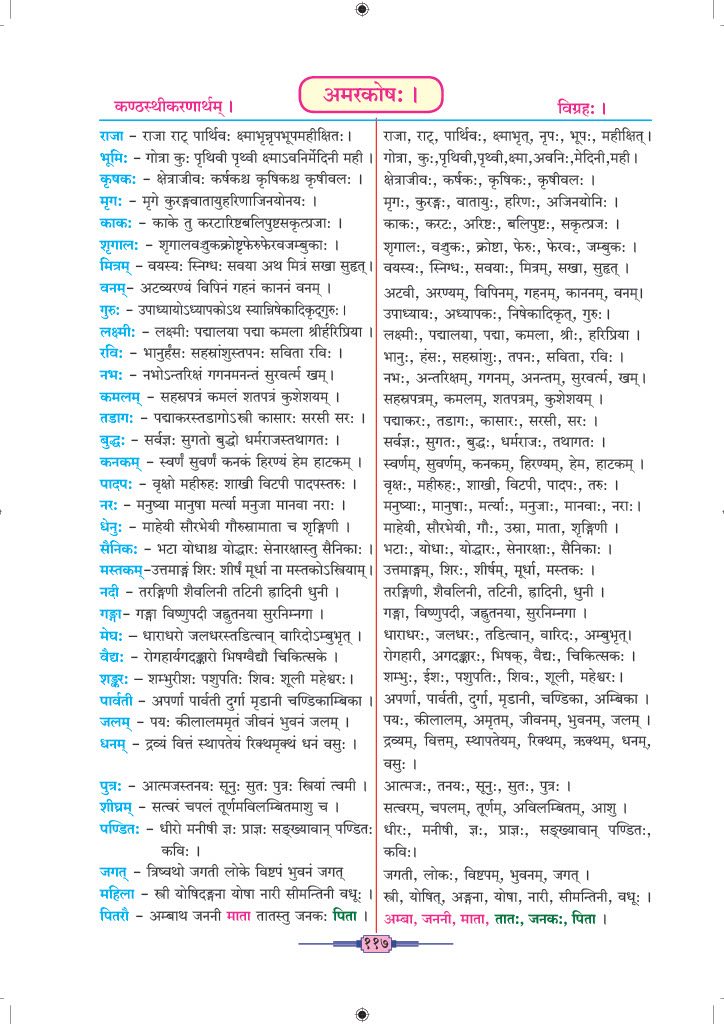 अमरकोषः ।
कण्ठस्थीकरणार्थम् ।
विग्रहः ।
राजा – राजा राट् पार्थिवः क्ष्माभृन्नृपभूपमहीक्षितः।
भूमिः – गोत्रा कुः पृथिवी पृथ्वी क्ष्माऽवनिर्मेदिनी मही ।
कृषकः – क्षेत्राजीवः कर्षकश्च कृषिकश्च कृषीवलः ।
मृगः – मृगे कुरङ्गवातायुहरिणाजिनयोनयः ।
काकः – काके तु करटारिष्टबलिपुष्टसकृत्प्रजाः ।
शृगालः – शृगालवञ्चुकक्रोष्टृफेरुफेरवजम्बुकाः ।
मित्रम् – वयस्यः स्निग्धः सवया अथ मित्रं सखा सुहृत् ।
वनम्– अटव्यरण्यं विपिनं गहनं काननं वनम् ।
गुरुः – उपाध्यायोऽध्यापकोऽथ स्यान्निषेकादिकृद्गुरुः।
लक्ष्मीः – लक्ष्मीः पद्मालया पद्मा कमला श्रीर्हरिप्रिया ।
रविः – भानुर्हंसः सहस्रांशुस्तपनः सविता रविः ।
नभः – नभोऽन्तरिक्षं गगनमनन्तं सुरवर्त्म खम् ।
कमलम् – सहस्रपत्रं कमलं शतपत्रं कुशेशयम् ।
तडागः – पद्माकरस्तडागोऽस्त्री कासारः सरसी सरः ।
बुद्धः – सर्वज्ञः सुगतो बुद्धो धर्मराजस्तथागतः ।
कनकम् – स्वर्णं सुवर्णं कनकं हिरण्यं हेम हाटकम् ।
पादपः – वृक्षो महीरुहः शाखी विटपी पादपस्तरुः ।
नरः – मनुष्या मानुषा मर्त्या मनुजा मानवा नराः ।
धेनुः – माहेयी सौरभेयी गौरुस्रामाता च शृङ्गिणी ।
सैनिकः – भटा योधाश्च योद्धारः सेनारक्षास्तु सैनिकाः ।
मस्तकम्–उत्तमाङ्गं शिरः शीर्षं मूर्धा ना मस्तकोऽस्त्रियाम् ।
नदी – तरङ्गिणी शैवलिनी तटिनी ह्रादिनी धुनी ।
गङ्गा– गङ्गा विष्णुपदी जह्नुतनया सुरनिम्नगा ।
मेघः – धाराधरो जलधरस्तडित्वान् वारिदोऽम्बुभृत् ।
वैद्यः – रोगहार्यगदङ्कारो भिषग्वैद्यौ चिकित्सके ।
शङ्करः – शम्भुरीशः पशुपतिः शिवः शूली महेश्वरः।
पार्वती – अपर्णा पार्वती दुर्गा मृडानी चण्डिकाम्बिका ।
जलम् – पयः कीलालममृतं जीवनं भुवनं जलम् ।
धनम् – द्रव्यं वित्तं स्थापतेयं रिक्थमृक्थं धनं वसुः ।
पुत्रः – आत्मजस्तनयः सूनुः सुतः पुत्रः स्त्रियां त्वमी ।
शीघ्रम् – सत्वरं चपलं तूर्णमविलम्बितमाशु च ।
पण्डितः – धीरो मनीषी ज्ञः प्राज्ञः सङ्ख्यावान् पण्डितः
कविः ।
जगत् – त्रिष्वथो जगती लोके विष्टपं भुवनं जगत्
महिला – स्त्री योषिदङ्गना योषा नारी सीमन्तिनी वधूः ।
पितरौ – अम्बाथ जननी माता तातस्तु जनकः पिता ।
राजा, राट्, पार्थिवः, क्ष्माभृत्, नृपः, भूपः, महीक्षित्।
गोत्रा, कुः,पृथिवी,पृथ्वी,क्ष्मा,अवनिः,मेदिनी,मही।
क्षेत्राजीवः, कर्षकः, कृषिकः, कृषीवलः ।
मृगः, कुरङ्गः, वातायुः, हरिणः, अजिनयोनिः ।
काकः, करटः, अरिष्टः, बलिपुष्टः, सकृत्प्रजः ।
शृगालः, वञ्चुकः, क्रोष्टा, फेरुः, फेरवः, जम्बुकः ।
वयस्यः, स्निग्धः, सवयाः, मित्रम्, सखा, सुहृत् ।
अटवी, अरण्यम्, विपिनम्, गहनम्, काननम्, वनम्।
उपाध्यायः, अध्यापकः, निषेकादिकृत्, गुरुः।
लक्ष्मीः, पद्मालया, पद्मा, कमला, श्रीः, हरिप्रिया ।
भानुः, हंसः, सहस्रांशुः, तपनः, सविता, रविः ।
नभः, अन्तरिक्षम्, गगनम्, अनन्तम्, सुरवर्त्म, खम्।
सहस्रपत्रम्, कमलम्, शतपत्रम्, कुशेशयम् ।
पद्माकरः, तडागः, कासारः, सरसी, सरः ।
सर्वज्ञः, सुगतः, बुद्धः, धर्मराजः, तथागतः ।
स्वर्णम्, सुवर्णम्, कनकम्, हिरण्यम्, हेम, हाटकम् ।
वृक्षः, महीरुहः, शाखी, विटपी, पादपः, तरुः ।
मनुष्याः, मानुषाः, मर्त्याः, मनुजाः, मानवाः, नराः।
माहेयी, सौरभेयी, गौः, उस्रा, माता, शृङ्गिणी ।
भटाः, योधाः, योद्धारः, सेनारक्षाः, सैनिकाः ।
उत्तमाङ्गम्, शिरः, शीर्षम्, मूर्धा, मस्तकः ।
तरङ्गिणी, शैवलिनी, तटिनी, ह्रादिनी, धुनी ।
गङ्गा, विष्णुपदी, जह्नुतनया, सुरनिम्नगा ।
धाराधरः, जलधरः, तडित्वान्, वारिदः, अम्बुभृत्।
रोगहारी, अगदङ्कारः, भिषक्, वैद्यः, चिकित्सकः ।
शम्भुः, ईशः, पशुपतिः, शिवः, शूली, महेश्वरः।
अपर्णा, पार्वती, दुर्गा, मृडानी, चण्डिका, अम्बिका ।
पयः, कीलालम्, अमृतम्, जीवनम्, भुवनम्, जलम् ।
द्रव्यम्, वित्तम्, स्थापतेयम्, रिक्थम्, ऋक्थम्, धनम्,
वसुः ।
आत्मजः, तनयः, सूनुः, सुतः, पुत्रः ।
सत्वरम्, चपलम्, तूर्णम्, अविलम्बितम्, आशु ।
धीरः, मनीषी, ज्ञः, प्राज्ञः, सङ्ख्यावान् पण्डितः,
कविः।
जगती, लोकः, विष्टपम्, भुवनम्, जगत् ।
स्त्री, योषित्, अङ्गना, योषा, नारी, सीमन्तिनी, वधूः ।
अम्बा, जननी, माता, तातः, जनकः, पिता ।
११७